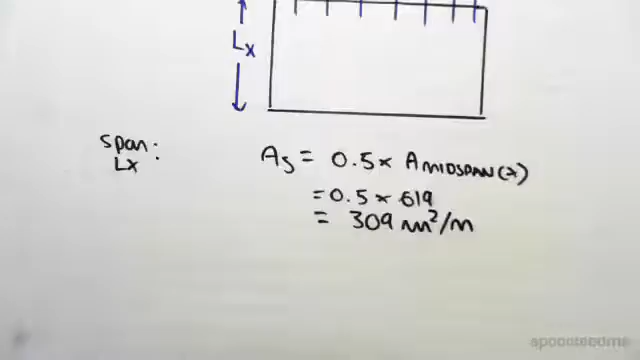 Lx
span:
Lx
As = 0.5 x AMIDSPAN(x)
= 0.5 x 619
= 309 mm²/m